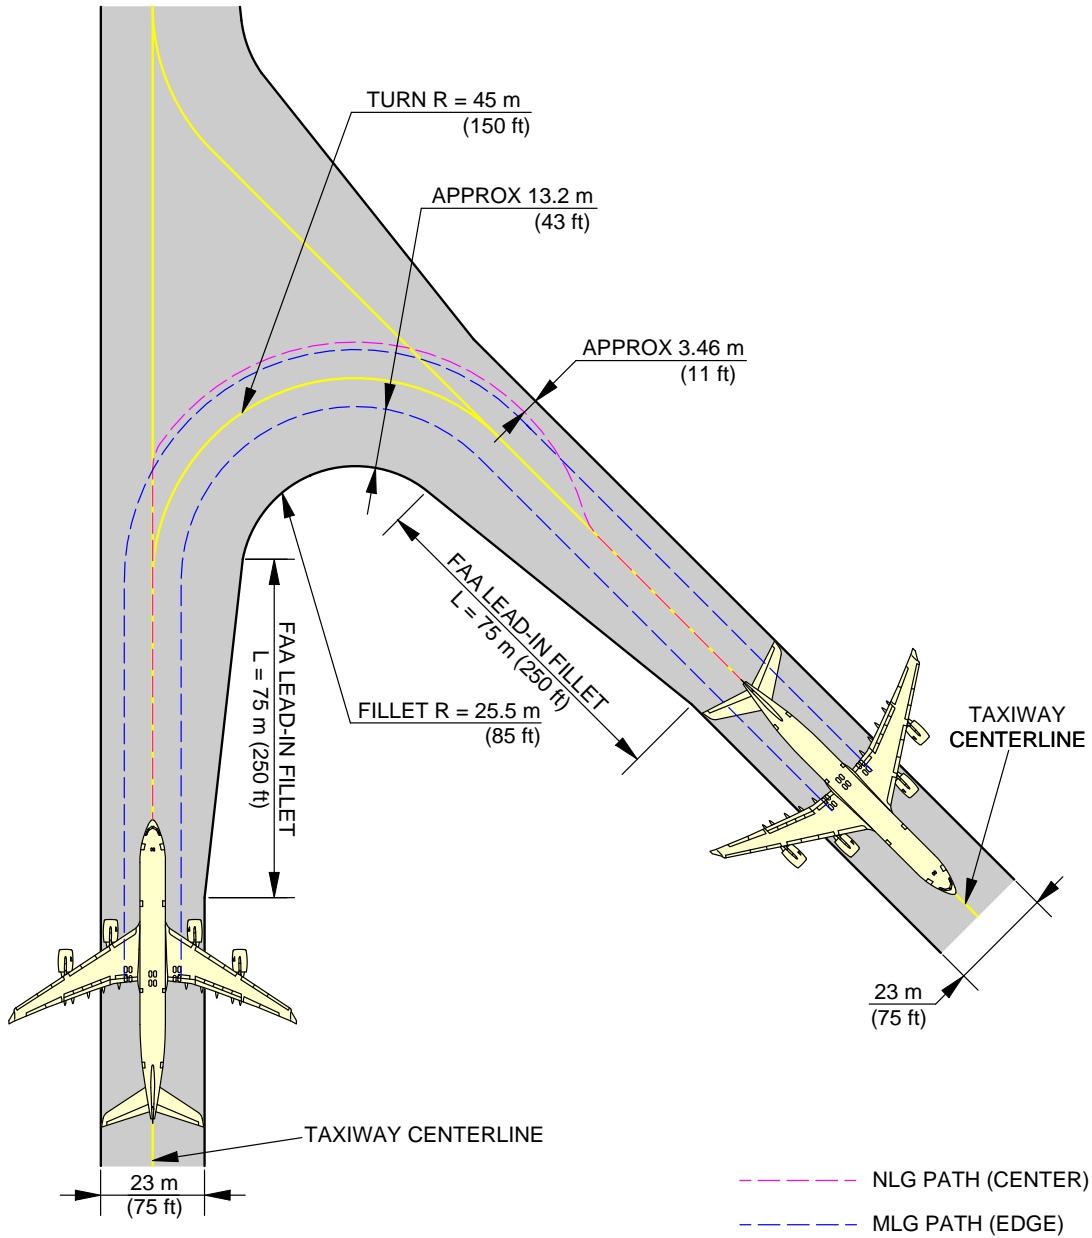 TURN R = 45 m
(150 ft)
APPROX 13.2 m
(43 ft)
APPROX 3.46 m
(11 ft)
FAA LEAD-IN FILLET
L = 75 m (250 ft)
FAA LEAD-IN FILLET
L = 75 m (250 ft)
FILLET R = 25.5 m
(85 ft)
TAXIWAY
CENTERLINE
23 m
(75 ft)
TAXIWAY CENTERLINE
23 m
(75 ft)
NLG PATH (CENTER)
MLG PATH (EDGE)